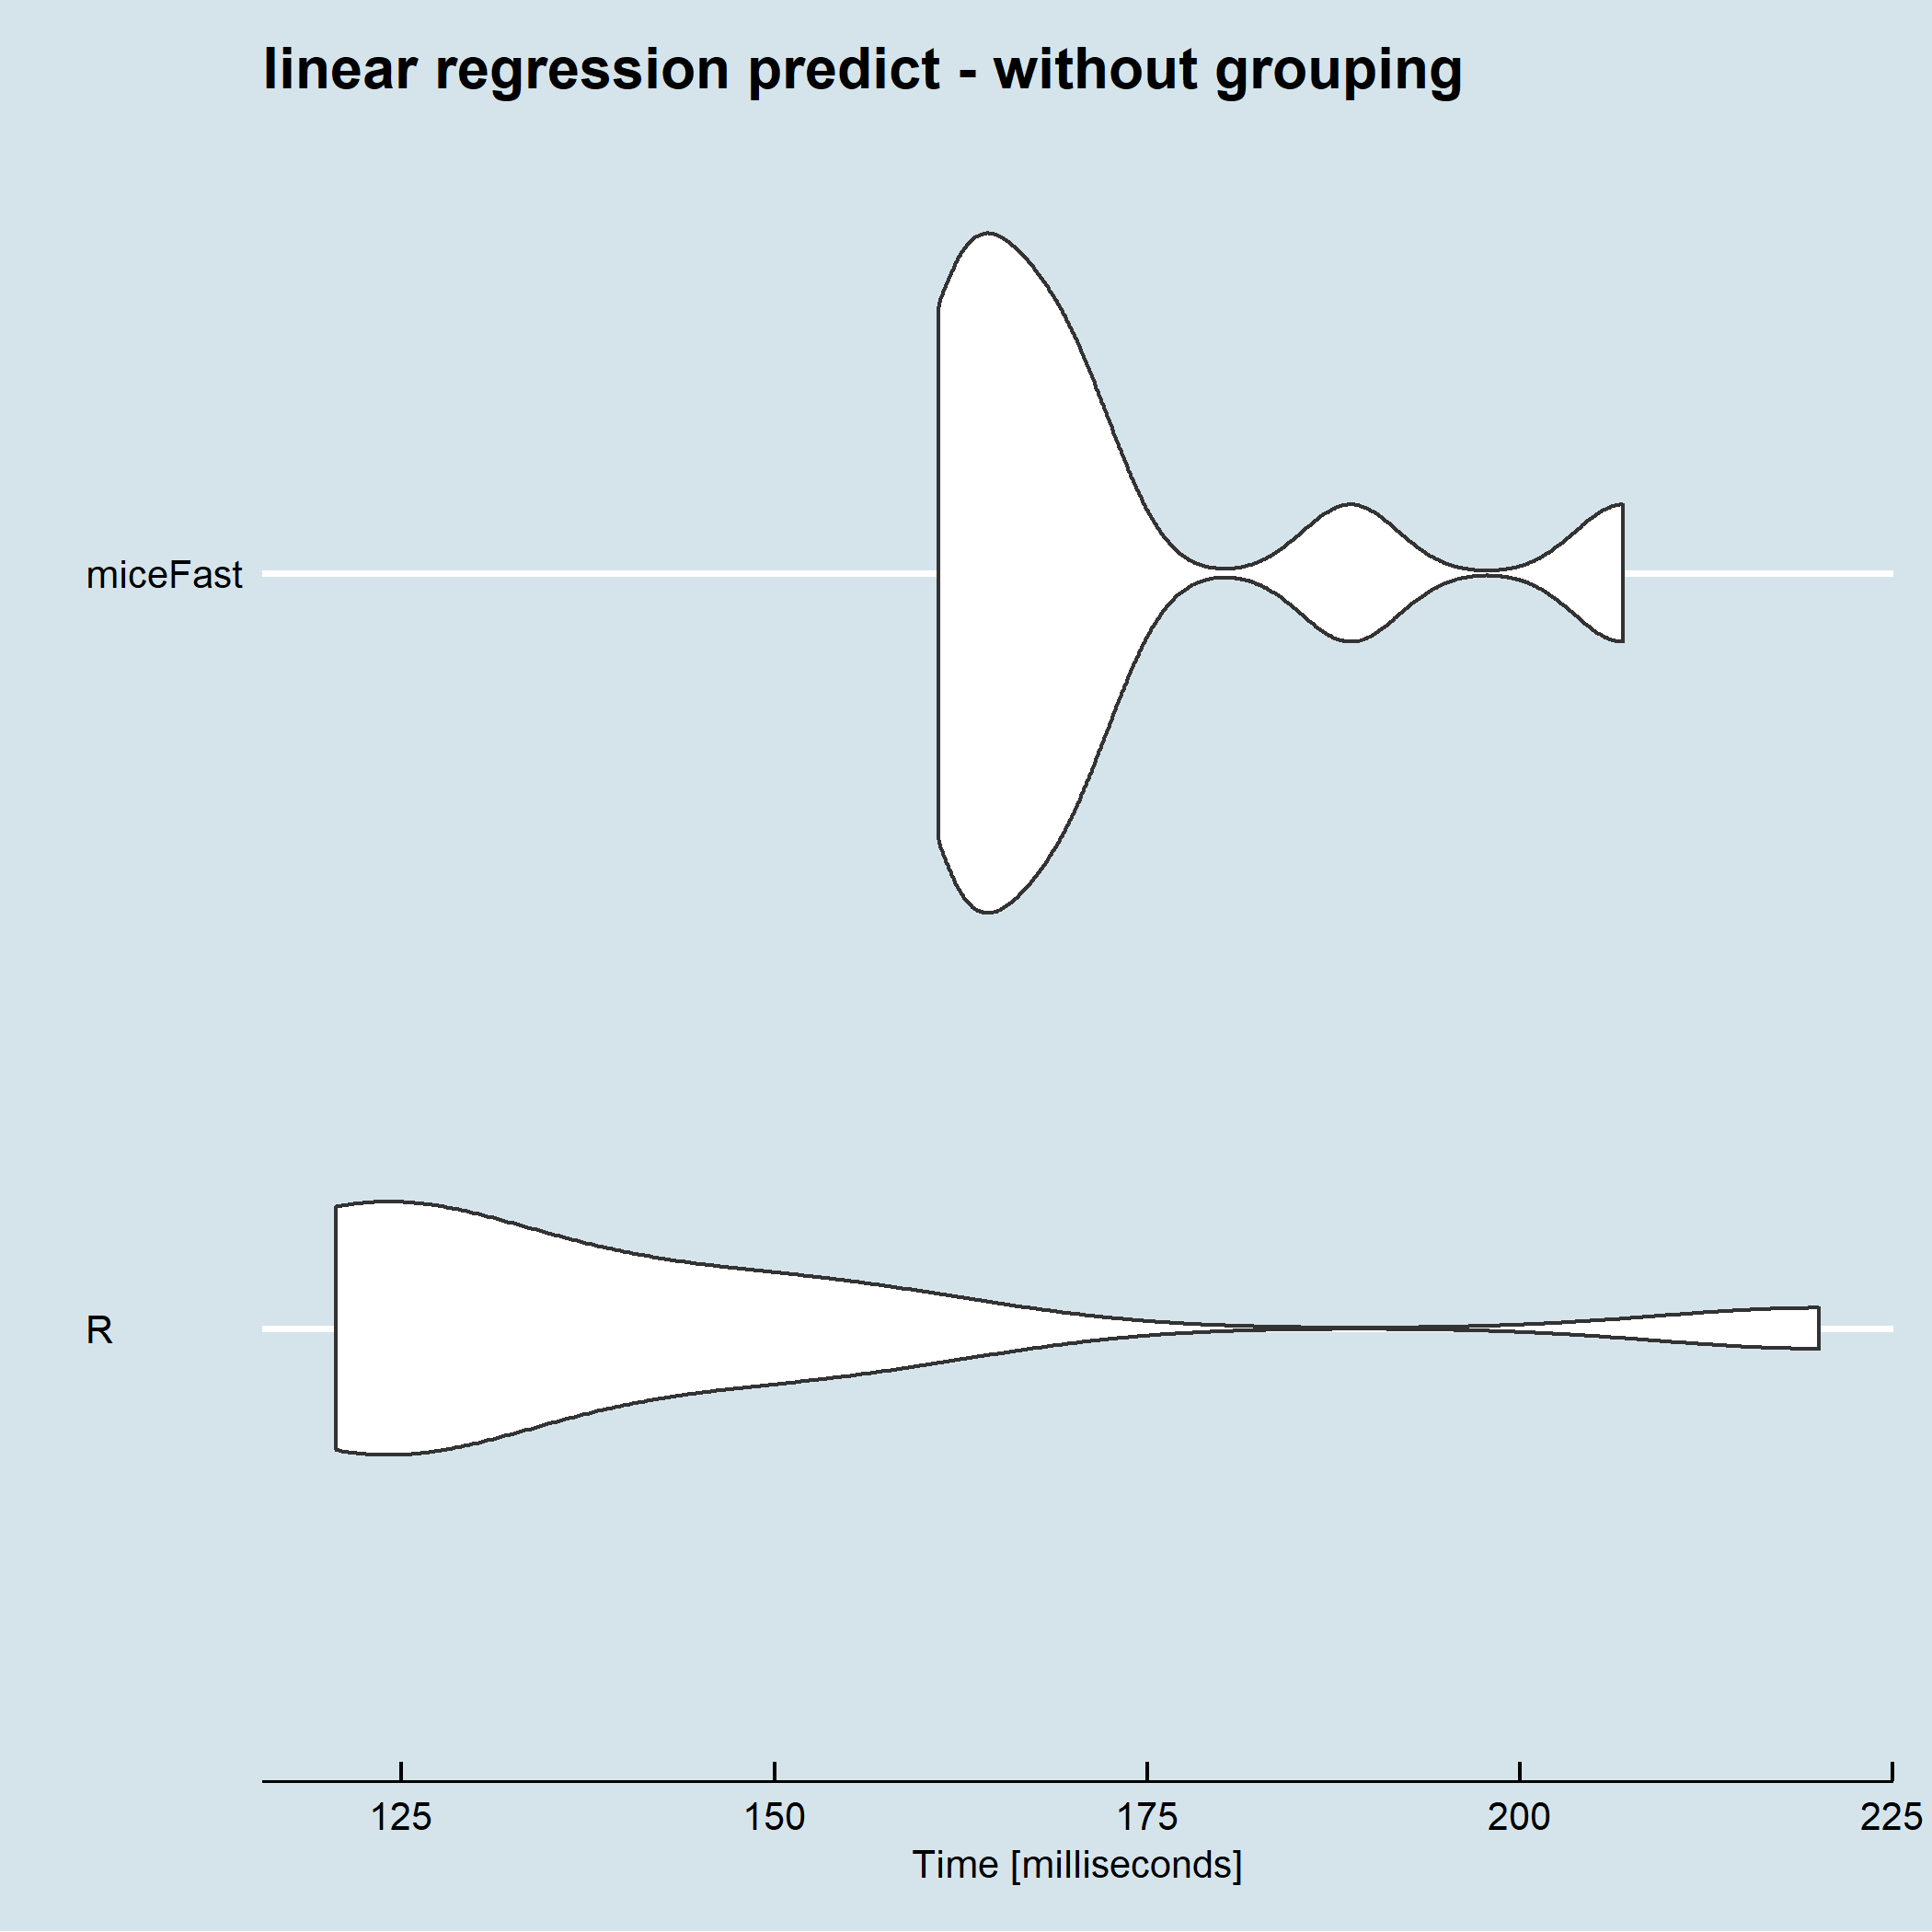 linear regression predict - without grouping
miceFast
R
125 150 175 200 225
Time [milliseconds]